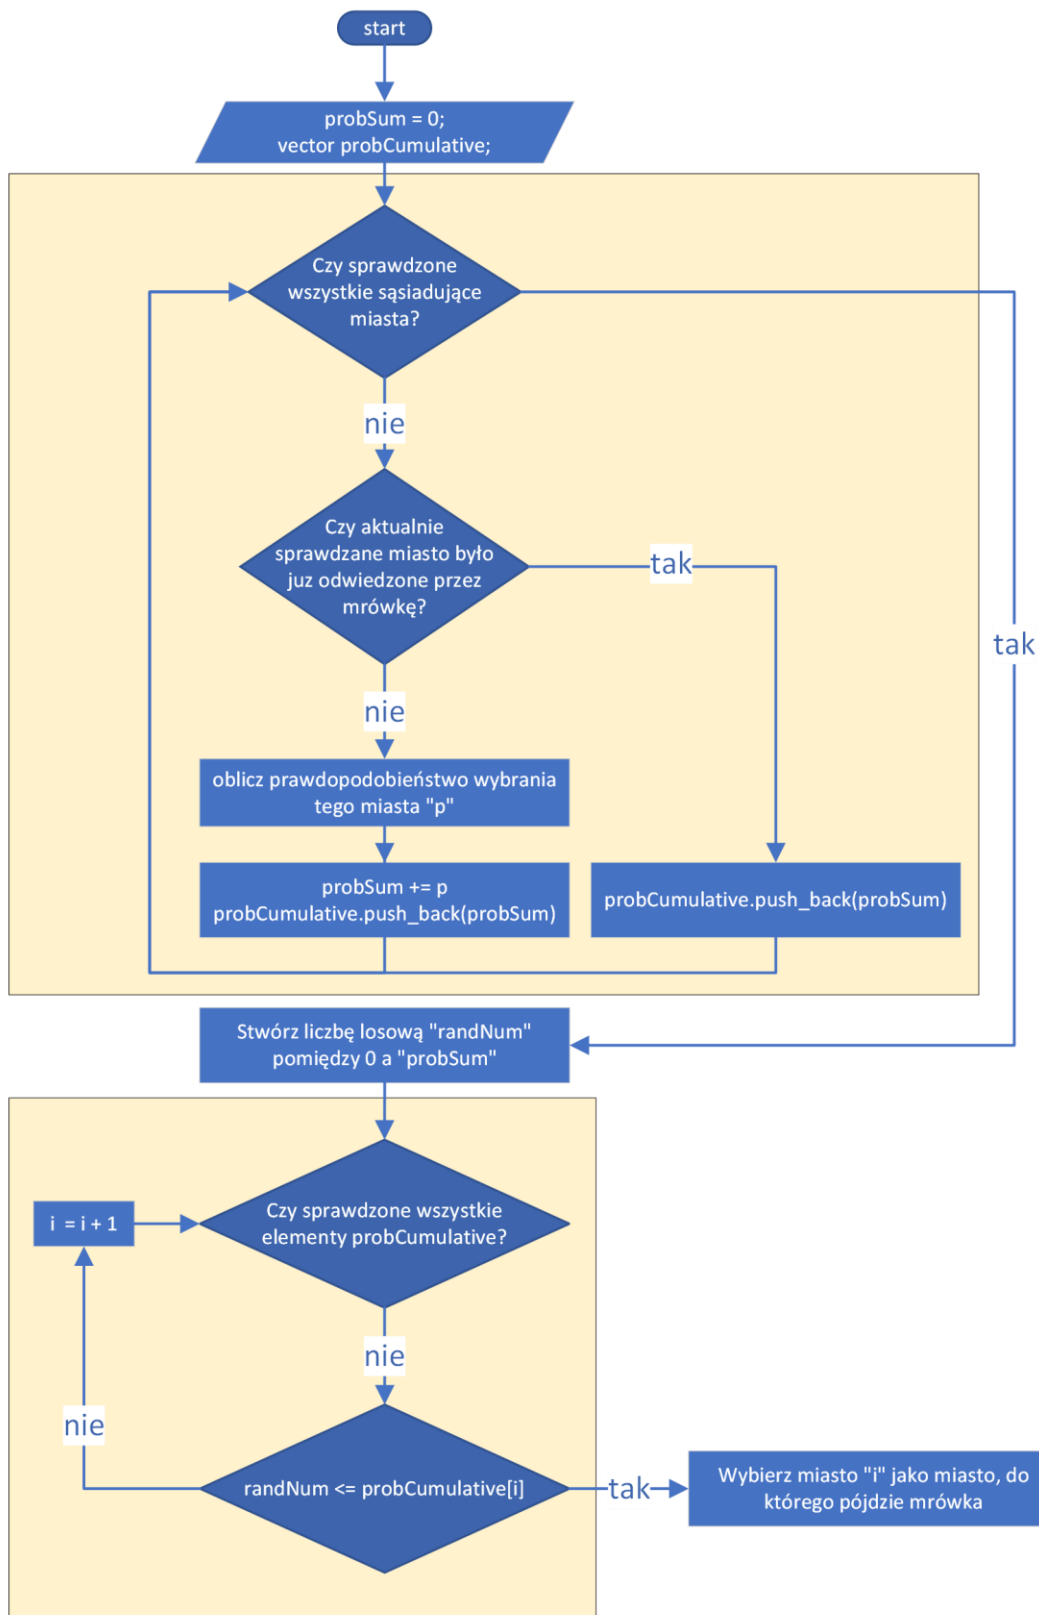 start
probSum = 0;
vector probCumulative;
Czy sprawdzone
wszystkie sąsiadujące
miasta?
nie
Czy aktualnie
sprawdzane miasto było
juz odwiedzone przez
mrówkę?
tak
tak
nie
oblicz prawdopodobieństwo wybrania
tego miasta "p"
probSum += p
probCumulative.push_back(probSum)
probCumulative.push_back(probSum)
Stwórz liczbę losową "randNum"
pomiędzy 0 a "probSum"
i = i + 1
Czy sprawdzone wszystkie
elementy probCumulative?
nie
nie
randNum <= probCumulative[i]
tak
Wybierz miasto "i" jako miasto, do
którego pójdzie mrówka